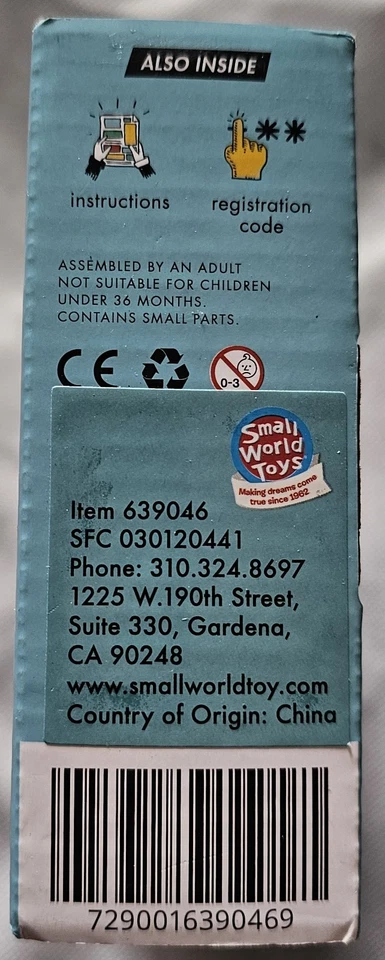 ALSO INSIDE
instructions
registration
code
**
ASSEMBLED BY AN ADULT
NOT SUITABLE FOR CHILDREN
UNDER 36 MONTHS.
CONTAINS SMALL PARTS.
CE
0-3
Small
World
Toys
Making dreams come
true since 1962
Item 639046
SFC 030120441
Phone: 310.324.8697
1225 W.190th Street,
Suite 330, Gardena,
CA 90248
www.smallworldtoy.com
Country of Origin: China
7290016390469